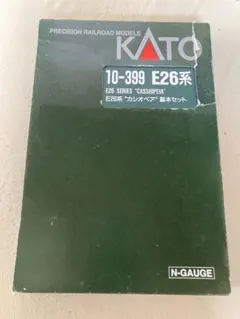 PRECISION RAILROAD MODELS
KATO
10-399 E26系
E26 SERIES "CASSIOPEIA"
E26系"カシオペア"基本セット
N-GAUGE